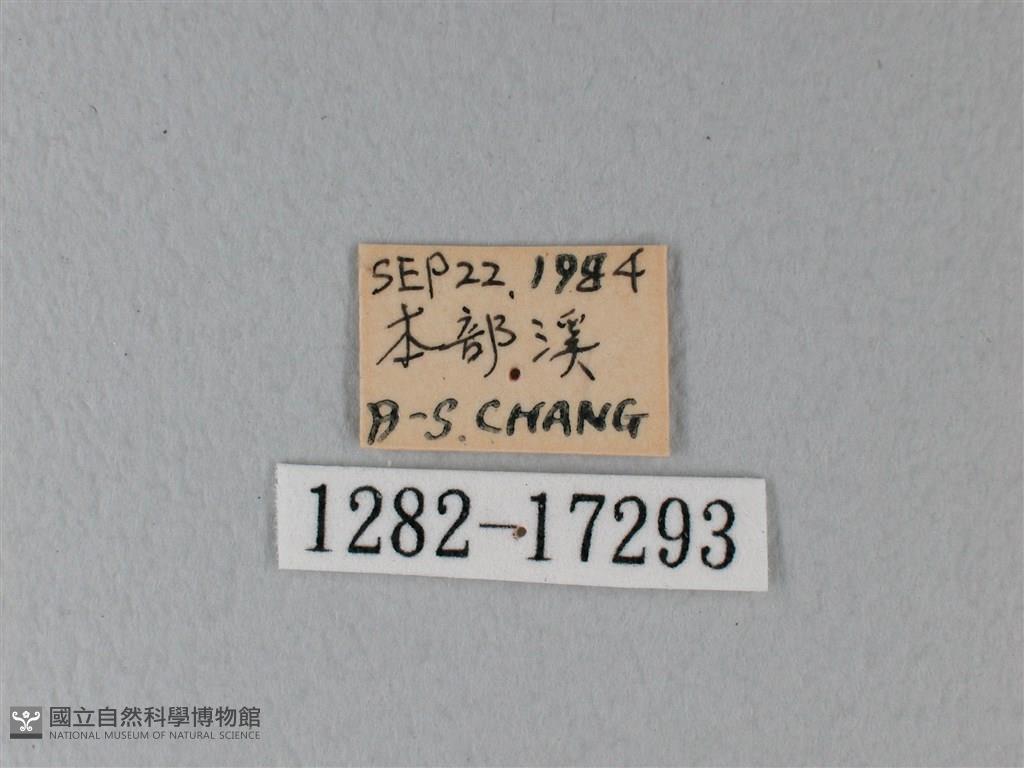 SEP 22. 1984
本部溪
B-S. CHANG
1282-17293
國立自然科學博物館
NATIONAL MUSEUM OF NATURAL SCIENCE